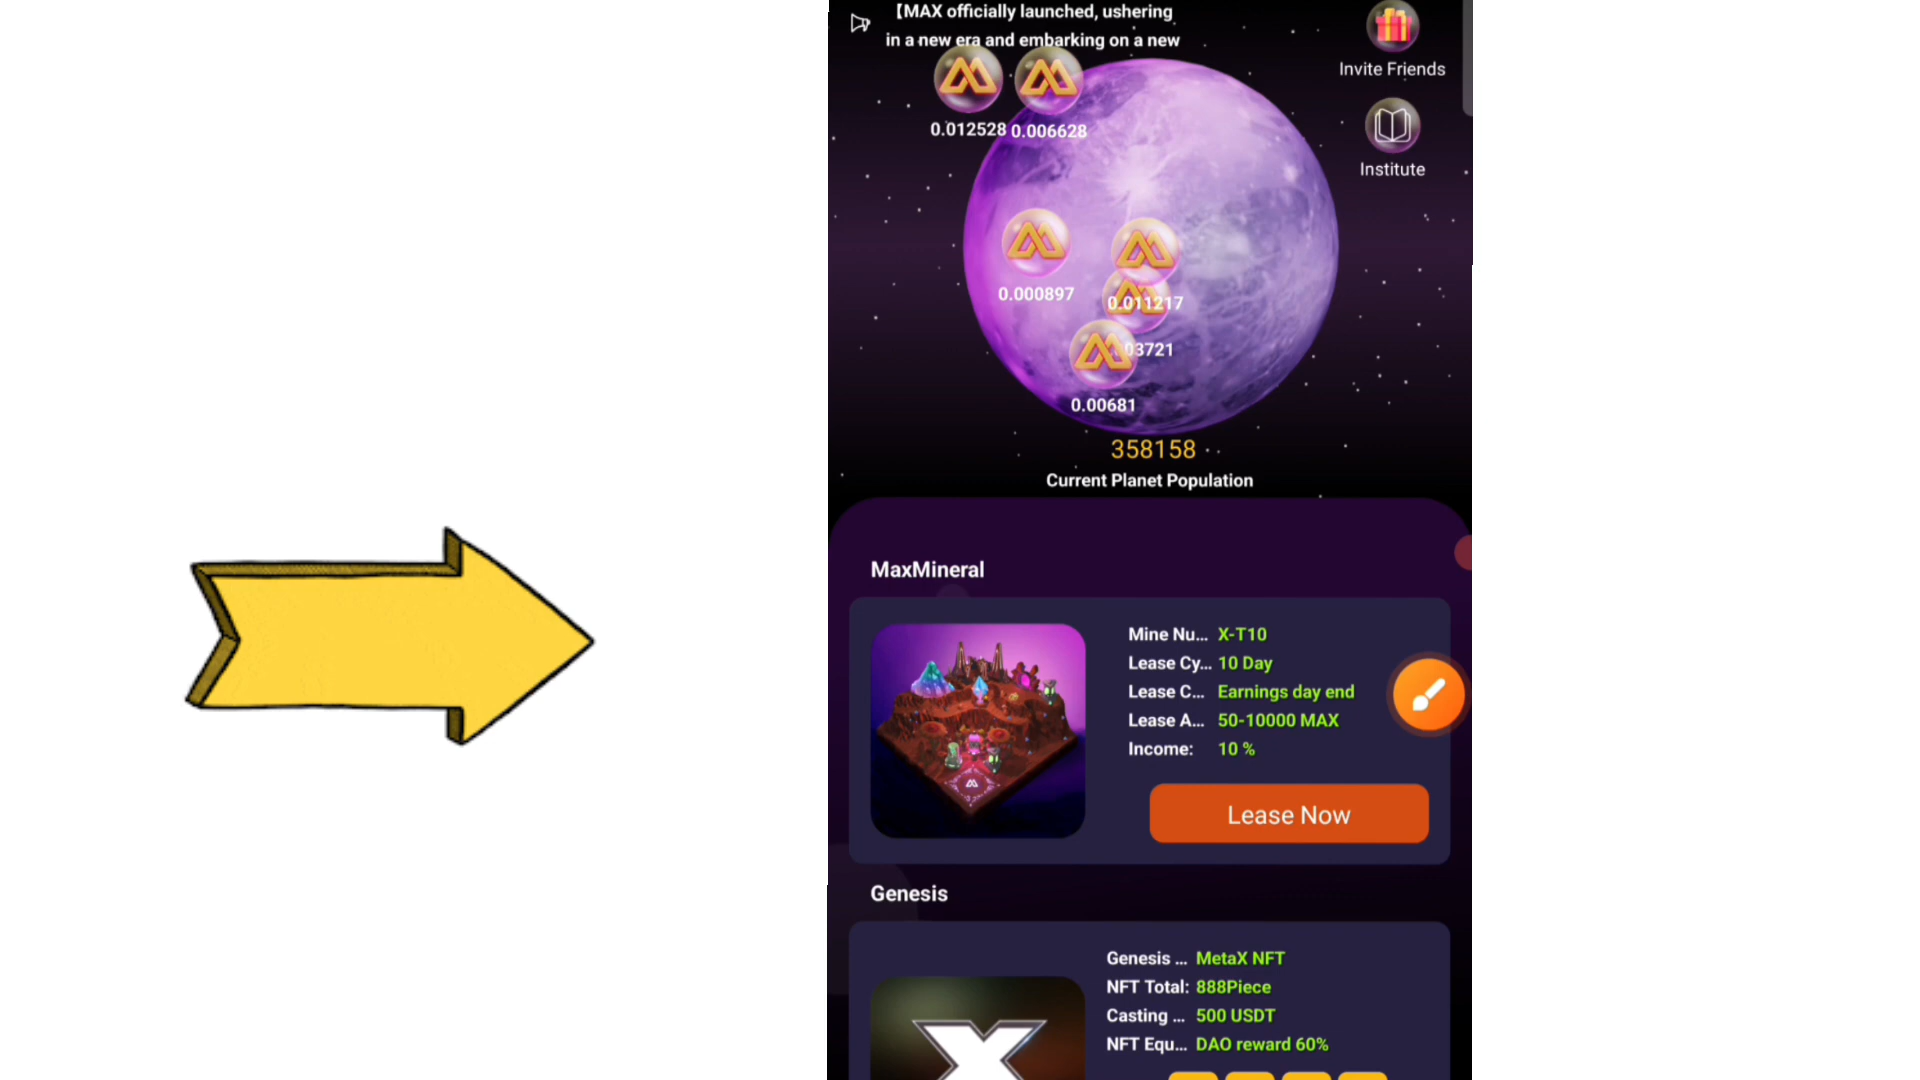 【MAX officially launched, ushering
in a new era and embarking on a new
Invite Friends
0.012528 0.006628
Institute
0.000897
0.011217
03721
0.00681
358158
Current Planet Population
MaxMineral
Mine Nu... X-T10
Lease Cy... 10 Day
Lease C... Earnings day end
Lease A... 50-10000 MAX
Income: 10 %
Lease Now
Genesis
Genesis ... MetaX NFT
NFT Total: 888Piece
Casting ... 500 USDT
NFT Equ... DAO reward 60%